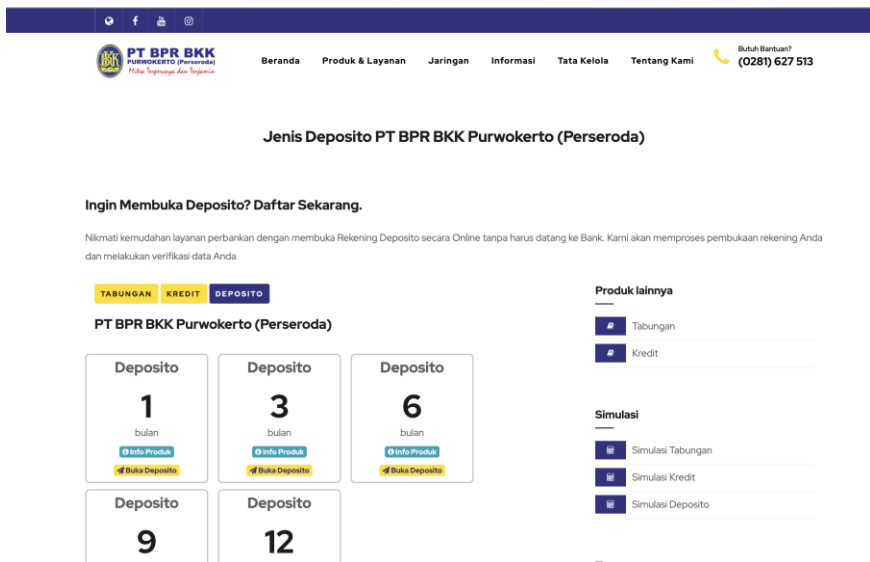 PT BPR BKK
PURWOKERTO (Perseroda)
Mitra Terpercaya dan Terjamin
Beranda Produk & Layanan Jaringan Informasi Tata Kelola Tentang Kami
Butuh Bantuan?
(0281) 627 513
Jenis Deposito PT BPR BKK Purwokerto (Perseroda)
Ingin Membuka Deposito? Daftar Sekarang.
Nikmati kemudahan layanan perbankan dengan membuka Rekening Deposito secara Online tanpa harus datang ke Bank. Kami akan memproses pembukaan rekening Anda
dan melakukan verifikasi data Anda
TABUNGAN KREDIT DEPOSITO
PT BPR BKK Purwokerto (Perseroda)
Deposito
1
bulan
Info Produk
Buka Deposito
Deposito
3
bulan
Info Produk
Buka Deposito
Deposito
6
bulan
Info Produk
Buka Deposito
Deposito
9
Deposito
12
Produk lainnya
Tabungan
Kredit
Simulasi
Simulasi Tabungan
Simulasi Kredit
Simulasi Deposito